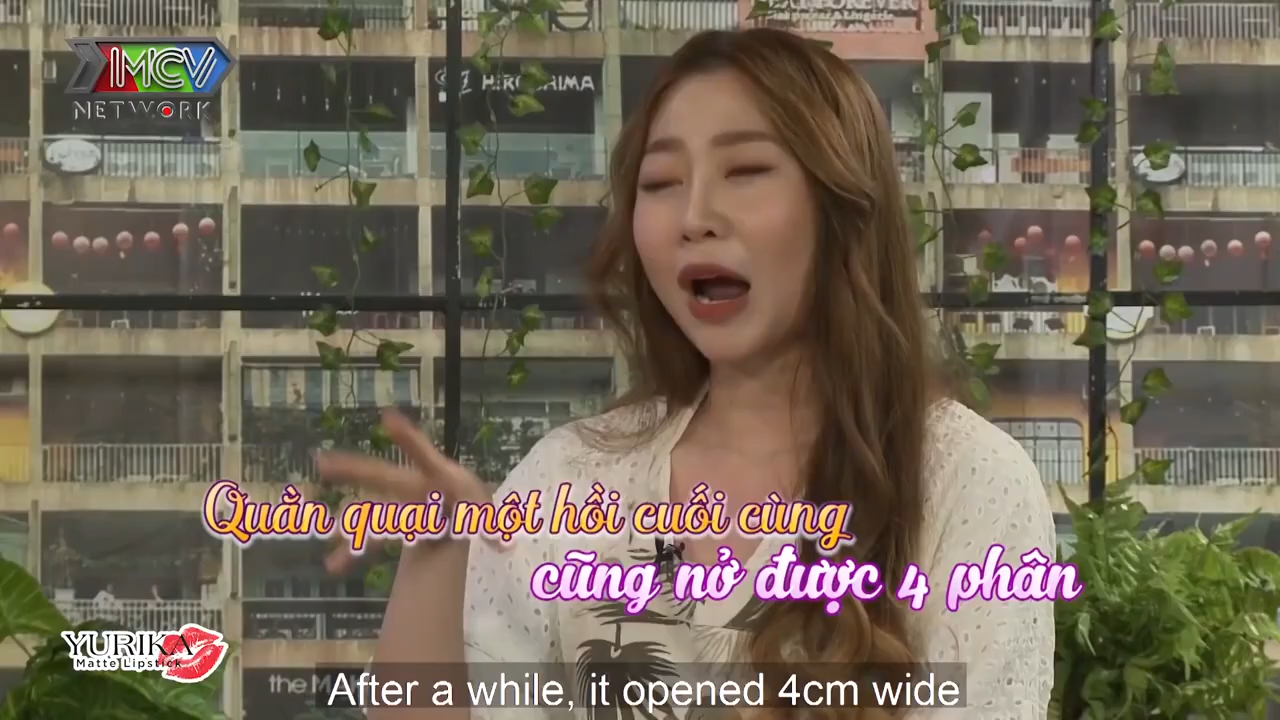 FOREVER
MCV
NETWORK
Quằn quại một hồi cuối cùng
cũng nở được 4 phân
YURIKA
Matte Lipstick
After a while, it opened 4cm wide